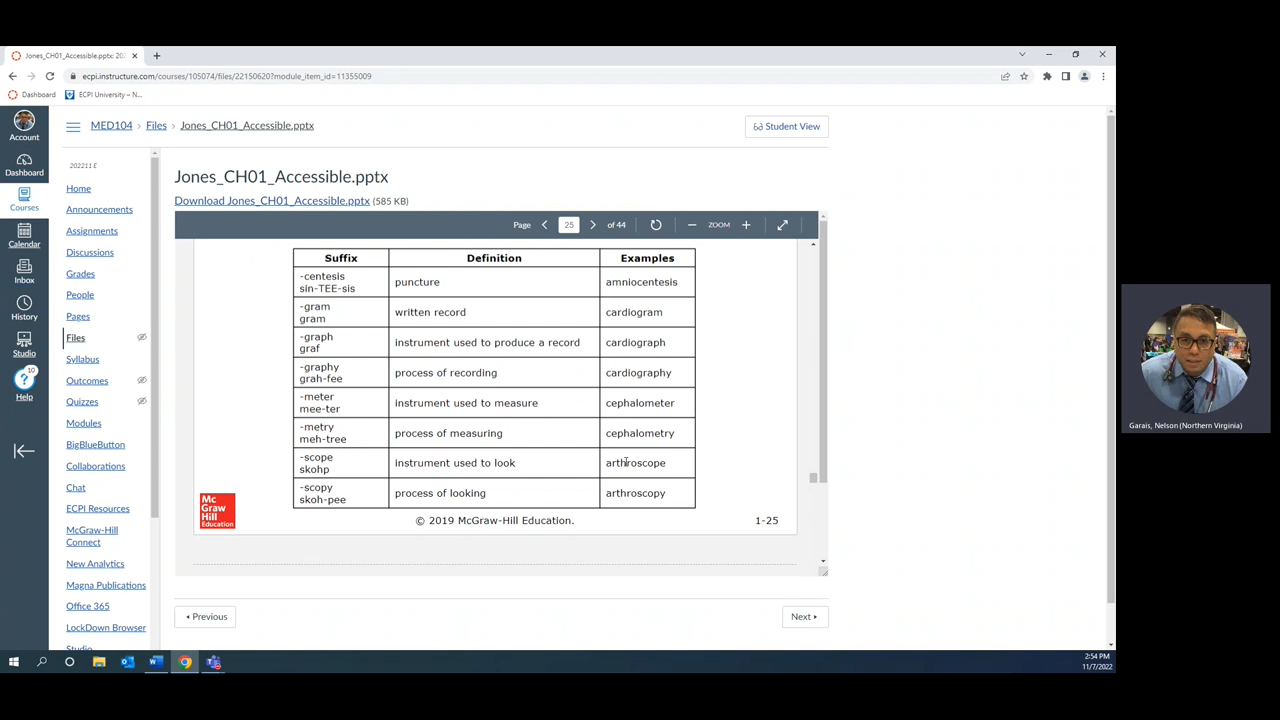 Jones_CH01_Accessible.pptx: 202
ecpi.instructure.com/courses/105074/files/22150620?module_item_id=11355009
Dashboard ECPI University – N...
Account
Dashboard
Courses
Calendar
Inbox
History
Studio
10
Help
MED104 › Files › Jones_CH01_Accessible.pptx
Student View
202211 E
Home
Announcements
Assignments
Discussions
Grades
People
Pages
Files
Syllabus
Outcomes
Quizzes
Modules
BigBlueButton
Collaborations
Chat
ECPI Resources
McGraw-Hill
Connect
New Analytics
Magna Publications
Office 365
LockDown Browser
Studio
Jones_CH01_Accessible.pptx
Download Jones_CH01_Accessible.pptx (585 KB)
Page 25 of 44 ZOOM
Suffix Definition Examples
-centesis
sin-TEE-sis
puncture amniocentesis
-gram
gram
written record cardiogram
-graph
graf
instrument used to produce a record cardiograph
-graphy
grah-fee
process of recording cardiography
-meter
mee-ter
instrument used to measure cephalometer
-metry
meh-tree
process of measuring cephalometry
-scope
skohp
instrument used to look arthroscope
-scopy
skoh-pee
process of looking arthroscopy
Mc
Graw
Hill
Education
© 2019 McGraw-Hill Education. 1-25
Previous
Next
Garais, Nelson (Northern Virginia)
2:54 PM
11/7/2022